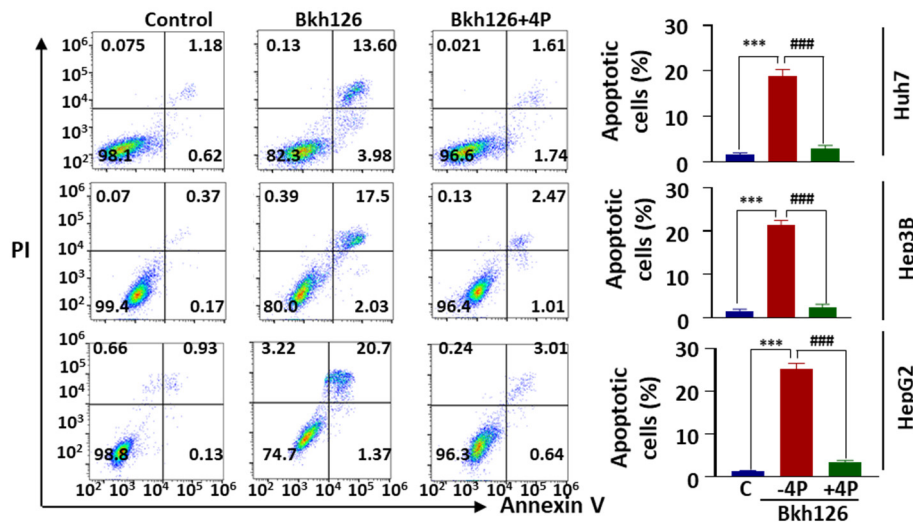 Control Bkh126 Bkh126+4P
10⁶ 0.075 1.18 0.13 13.60 0.021 1.61
10⁵
10⁴
10³
10² 98.1 0.62 82.3 3.98 96.6 1.74
10⁶ 0.07 0.37 0.39 17.5 0.13 2.47
10⁵
10⁴
10³
10² 99.4 0.17 80.0 2.03 96.4 1.01
PI
10⁶ 0.66 0.93 3.22 20.7 0.24 3.01
10⁵
10⁴
10³
10² 98.8 0.13 74.7 1.37 96.3 0.64
10² 10³ 10⁴ 10⁵ 10⁶ 10² 10³ 10⁴ 10⁵ 10⁶ 10² 10³ 10⁴ 10⁵ 10⁶
Annexin V
Apoptotic
cells (%)
30
20
10
0
*** ###
Huh7
Apoptotic
cells (%)
30
20
10
0
*** ###
Hep3B
Apoptotic
cells (%)
30
20
10
0
*** ###
HepG2
C -4P +4P
Bkh126